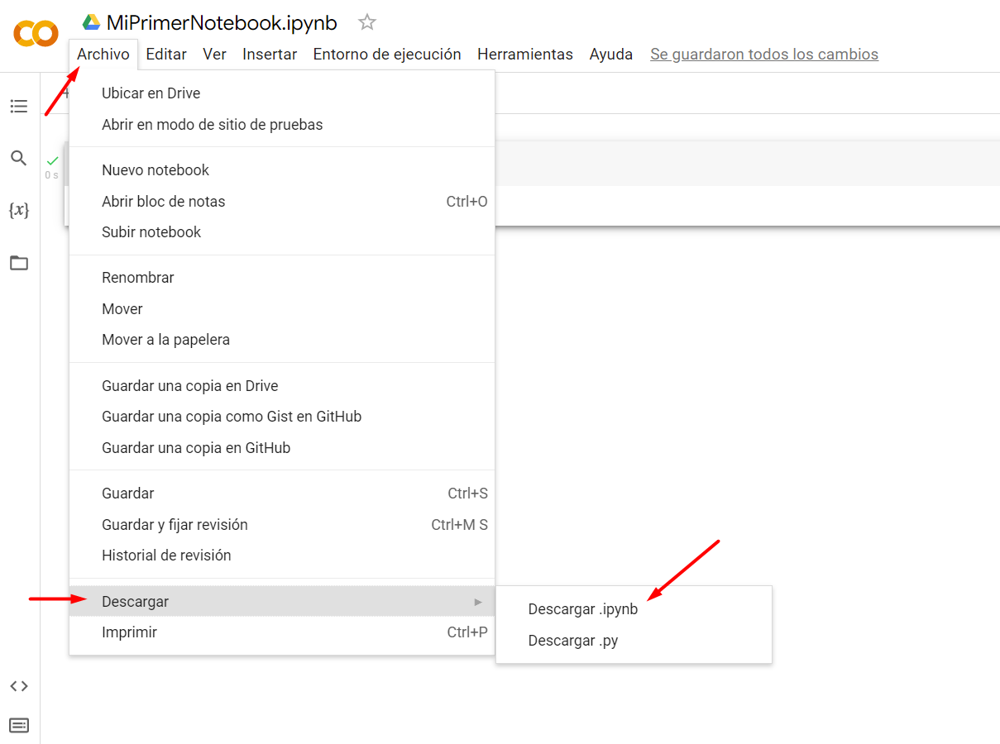 MiPrimerNotebook.ipynb
Archivo Editar Ver Insertar Entorno de ejecución Herramientas Ayuda Se guardaron todos los cambios
Ubicar en Drive
Abrir en modo de sitio de pruebas
Nuevo notebook
0 s
{x}
Abrir bloc de notas Ctrl+O
Subir notebook
Renombrar
Mover
Mover a la papelera
Guardar una copia en Drive
Guardar una copia como Gist en GitHub
Guardar una copia en GitHub
Guardar Ctrl+S
Guardar y fijar revisión Ctrl+M S
Historial de revisión
Descargar
Descargar .ipynb
Imprimir Ctrl+P
Descargar .py